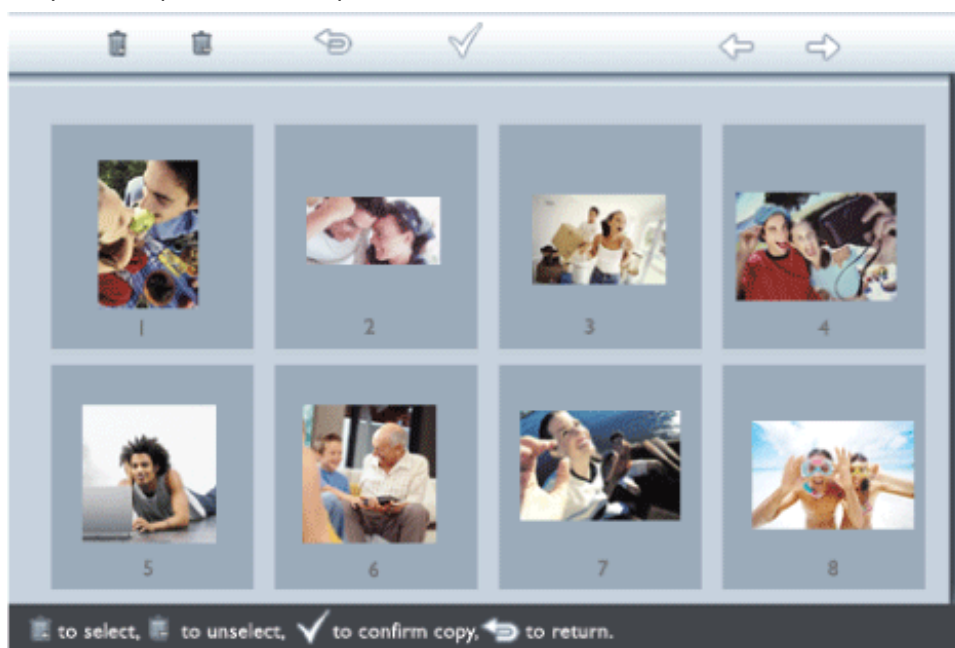 1 2 3 4
5 6 7 8
to select, to unselect, to confirm copy, to return.